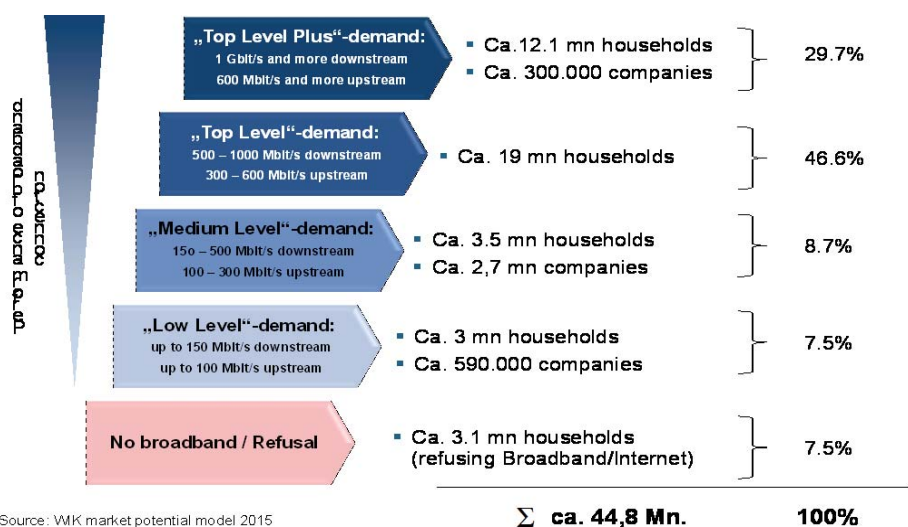 „Top Level Plus“-demand:
1 Gbit/s and more downstream
600 Mbit/s and more upstream
Ca.12.1 mn households
Ca. 300.000 companies
29.7%
„Top Level“-demand:
500 – 1000 Mbit/s downstream
300 – 600 Mbit/s upstream
Ca. 19 mn households
46.6%
„Medium Level“-demand:
15o – 500 Mbit/s downstream
100 – 300 Mbit/s upstream
Ca. 3.5 mn households
Ca. 2,7 mn companies
8.7%
„Low Level“-demand:
up to 150 Mbit/s downstream
up to 100 Mbit/s upstream
Ca. 3 mn households
Ca. 590.000 companies
7.5%
No broadband / Refusal
Ca. 3.1 mn households
(refusing Broadband/Internet)
7.5%
Source: WIK market potential model 2015
Σ ca. 44,8 Mn. 100%